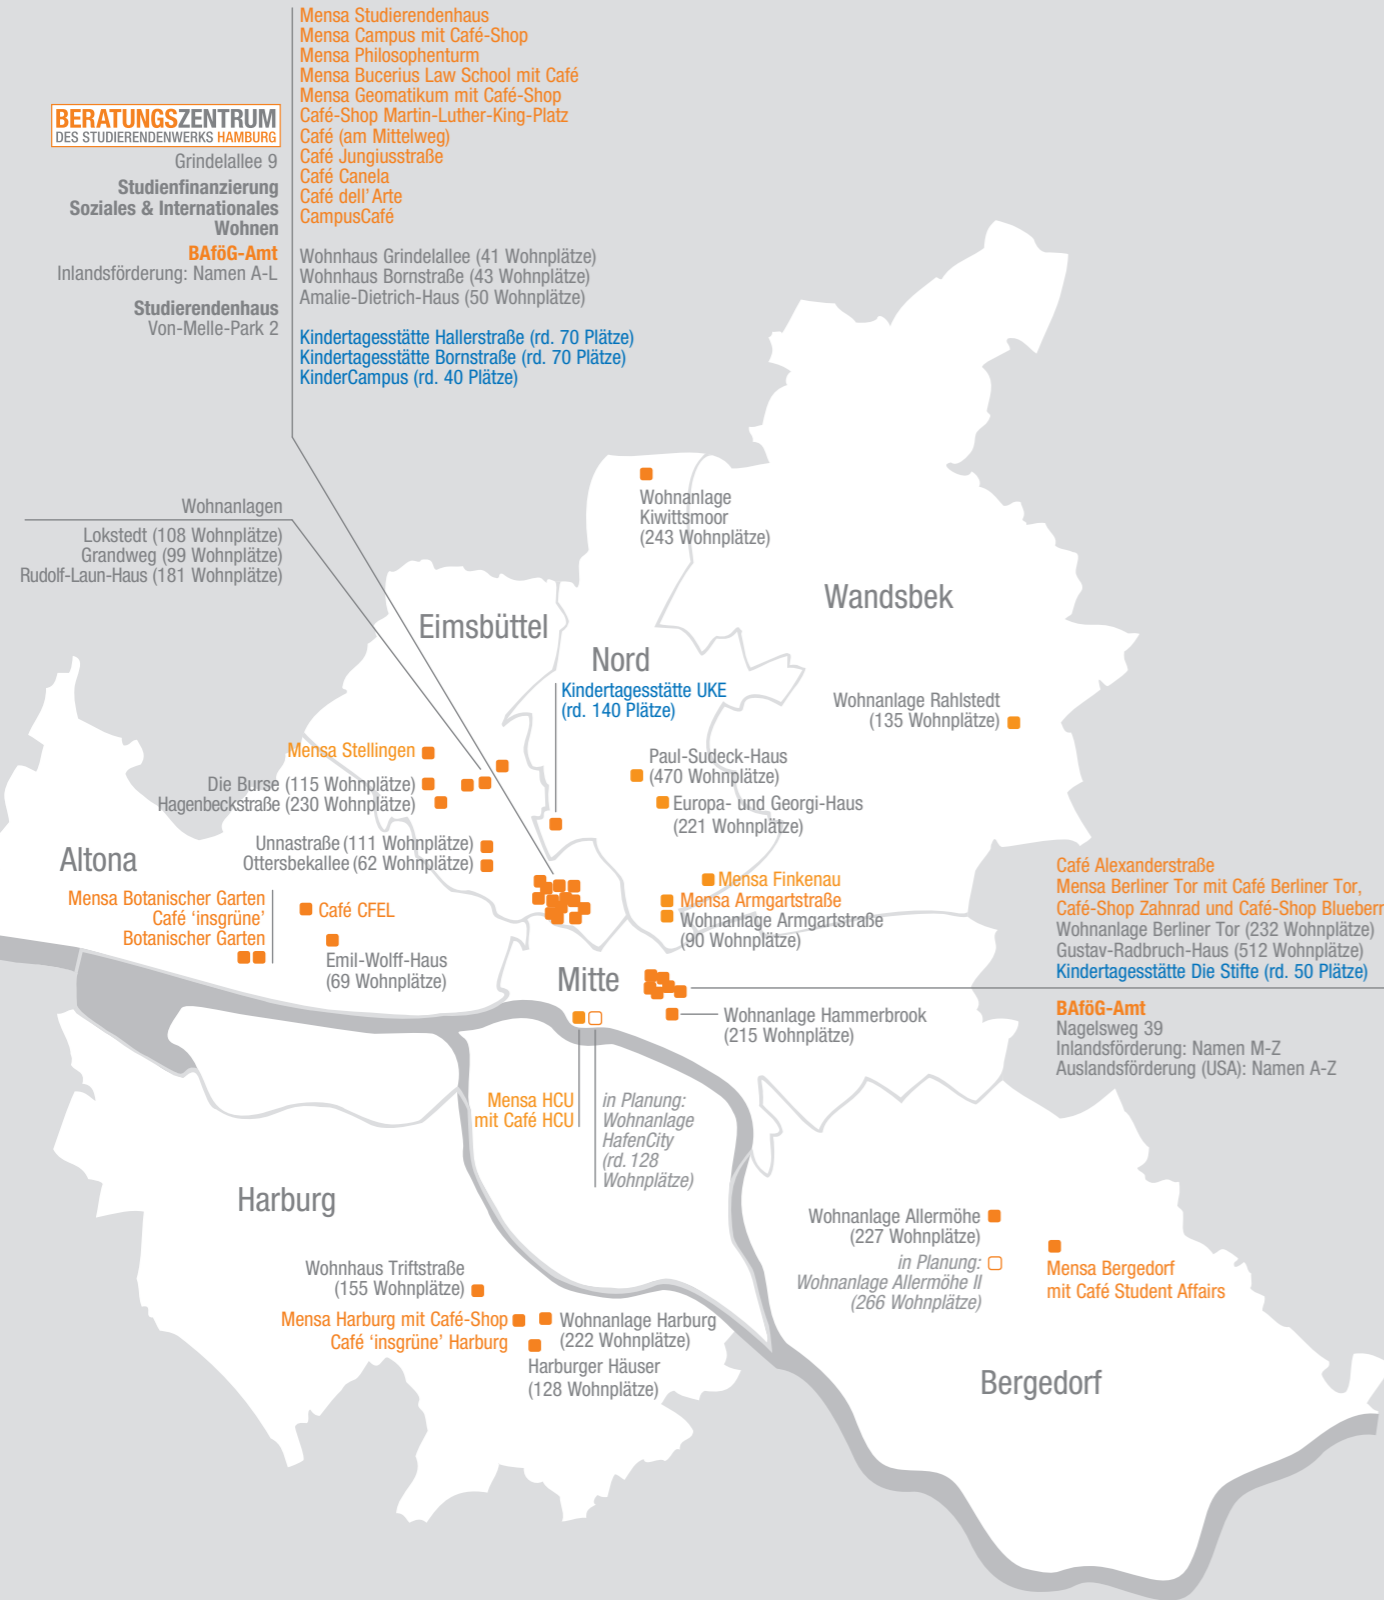 Mensa Studierendenhaus
Mensa Campus mit Café-Shop
Mensa Philosophenturm
Mensa Bucerius Law School mit Café
Mensa Geomatikum mit Café-Shop
Café-Shop Martin-Luther-King-Platz
Café (am Mittelweg)
Café Jungiusstraße
Café Canela
Café dell' Arte
CampusCafé
BERATUNGSZENTRUM
DES STUDIERENDENWERKS HAMBURG
Grindelallee 9
Studienfinanzierung
Soziales & Internationales
Wohnen
BAföG-Amt
Inlandsförderung: Namen A-L
Studierendenhaus
Von-Melle-Park 2
Wohnhaus Grindelallee (41 Wohnplätze)
Wohnhaus Bornstraße (43 Wohnplätze)
Amalie-Dietrich-Haus (50 Wohnplätze)
Kindertagesstätte Hallerstraße (rd. 70 Plätze)
Kindertagesstätte Bornstraße (rd. 70 Plätze)
KinderCampus (rd. 40 Plätze)
Wohnanlagen
Lokstedt (108 Wohnplätze)
Grandweg (99 Wohnplätze)
Rudolf-Laun-Haus (181 Wohnplätze)
Wohnanlage
Kiwittsmoor
(243 Wohnplätze)
Wandsbek
Eimsbüttel
Nord
Kindertagesstätte UKE
(rd. 140 Plätze)
Wohnanlage Rahlstedt
(135 Wohnplätze)
Mensa Stellingen
Die Burse (115 Wohnplätze)
Hagenbeckstraße (230 Wohnplätze)
Paul-Sudeck-Haus
(470 Wohnplätze)
Europa- und Georgi-Haus
(221 Wohnplätze)
Unnastraße (111 Wohnplätze)
Ottersbekallee (62 Wohnplätze)
Altona
Mensa Botanischer Garten
Café 'insgrüne'
Botanischer Garten
Café CFEL
Emil-Wolff-Haus
(69 Wohnplätze)
Mensa Finkenau
Mensa Armgartstraße
Wohnanlage Armgartstraße
(90 Wohnplätze)
Café Alexanderstraße
Mensa Berliner Tor mit Café Berliner Tor,
Café-Shop Zahnrad und Café-Shop Blueberr
Wohnanlage Berliner Tor (232 Wohnplätze)
Gustav-Radbruch-Haus (512 Wohnplätze)
Kindertagesstätte Die Stifte (rd. 50 Plätze)
BAföG-Amt
Nagelsweg 39
Inlandsförderung: Namen M-Z
Auslandsförderung (USA): Namen A-Z
Mitte
Wohnanlage Hammerbrook
(215 Wohnplätze)
Mensa HCU
mit Café HCU
in Planung:
Wohnanlage
HafenCity
(rd. 128
Wohnplätze)
Harburg
Wohnhaus Triftstraße
(155 Wohnplätze)
Mensa Harburg mit Café-Shop
Café 'insgrüne' Harburg
Wohnanlage Harburg
(222 Wohnplätze)
Harburger Häuser
(128 Wohnplätze)
Wohnanlage Allermöhe
(227 Wohnplätze)
in Planung:
Wohnanlage Allermöhe II
(266 Wohnplätze)
Mensa Bergedorf
mit Café Student Affairs
Bergedorf